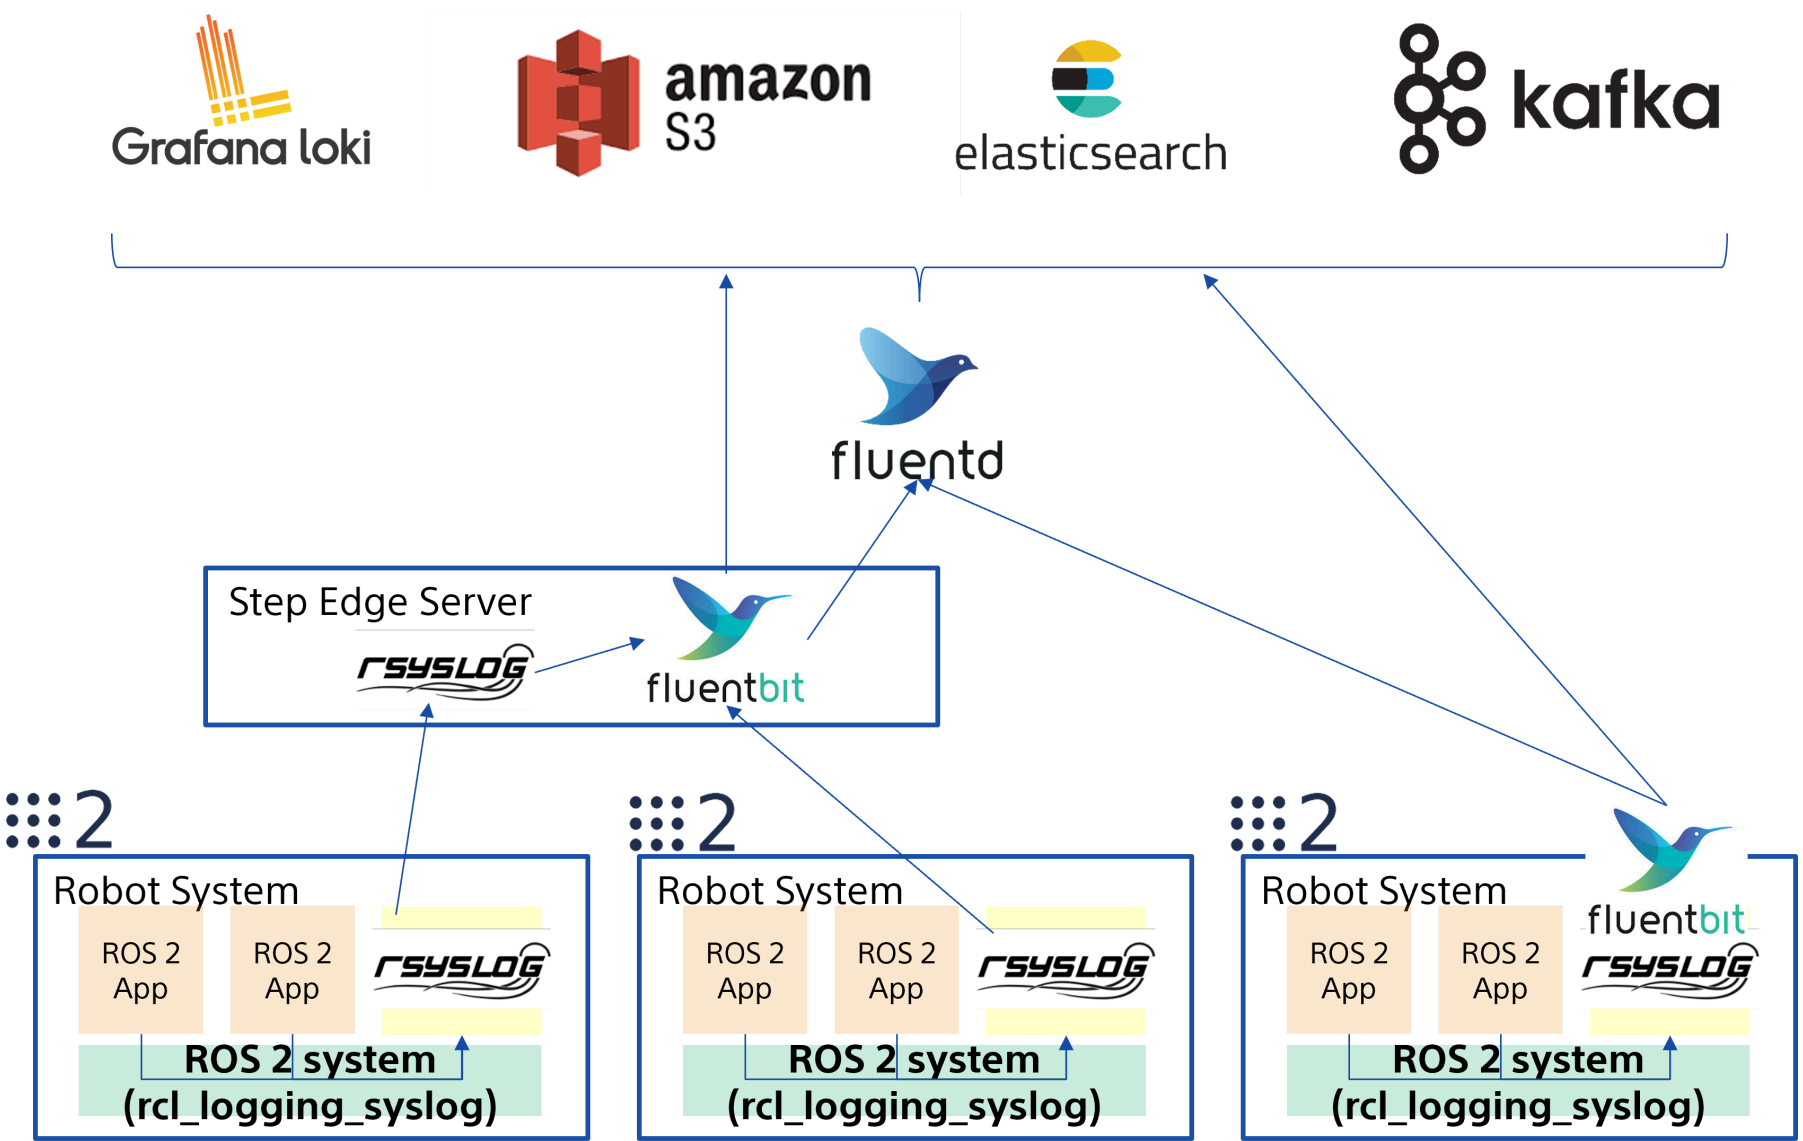 Grafana loki
amazon
S3
elasticsearch
kafka
fluentd
Step Edge Server
rsyslog
fluentbit
2
Robot System
ROS 2
App
ROS 2
App
rsyslog
ROS 2 system
(rcl_logging_syslog)
2
Robot System
ROS 2
App
ROS 2
App
rsyslog
ROS 2 system
(rcl_logging_syslog)
2
Robot System
fluentbit
ROS 2
App
ROS 2
App
rsyslog
ROS 2 system
(rcl_logging_syslog)